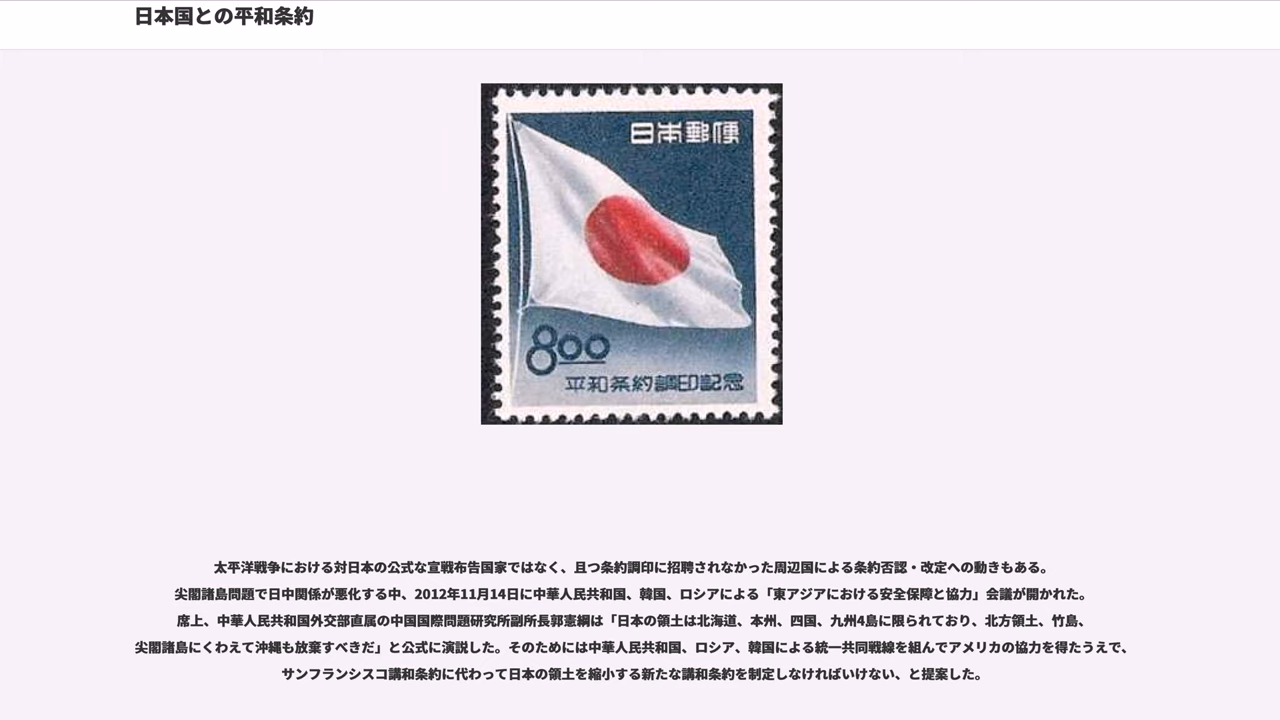 日本国との平和条約
日本郵便
800
平和条約調印記念
太平洋戦争における対日本の公式な宣戦布告国家ではなく、且つ条約調印に招聘されなかった周辺国による条約否認・改定への動きもある。
尖閣諸島問題で日中関係が悪化する中、2012年11月14日に中華人民共和国、韓国、ロシアによる「東アジアにおける安全保障と協力」会議が開かれた。
席上、中華人民共和国外交部直属の中国国際問題研究所副所長郭憲綱は「日本の領土は北海道、本州、四国、九州4島に限られており、北方領土、竹島、
尖閣諸島にくわえて沖縄も放棄すべきだ」と公式に演説した。そのためには中華人民共和国、ロシア、韓国による統一共同戦線を組んでアメリカの協力を得たうえで、
サンフランシスコ講和条約に代わって日本の領土を縮小する新たな講和条約を制定しなければいけない、と提案した。